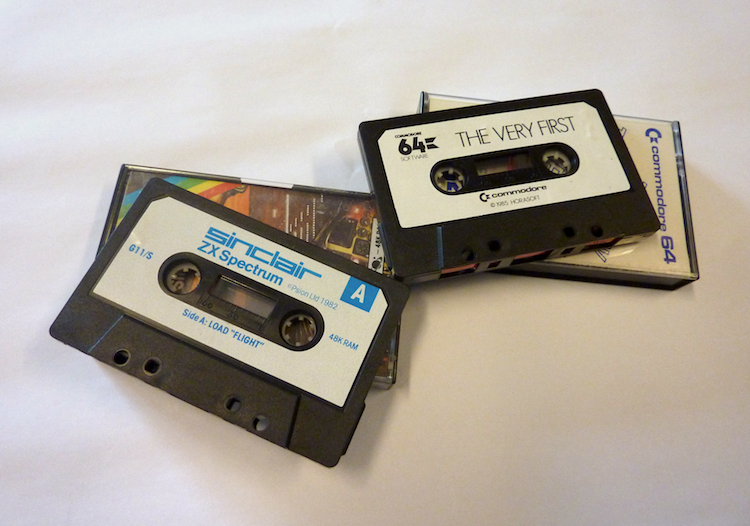 sinclair
ZX Spectrum
G11/S
©Psion Ltd 1982
A
Side A: LOAD "FLIGHT"
48K RAM
COMMODORE
64
SOFTWARE
THE VERY FIRST
commodore
© 1985 HORASOFT
commodore 64